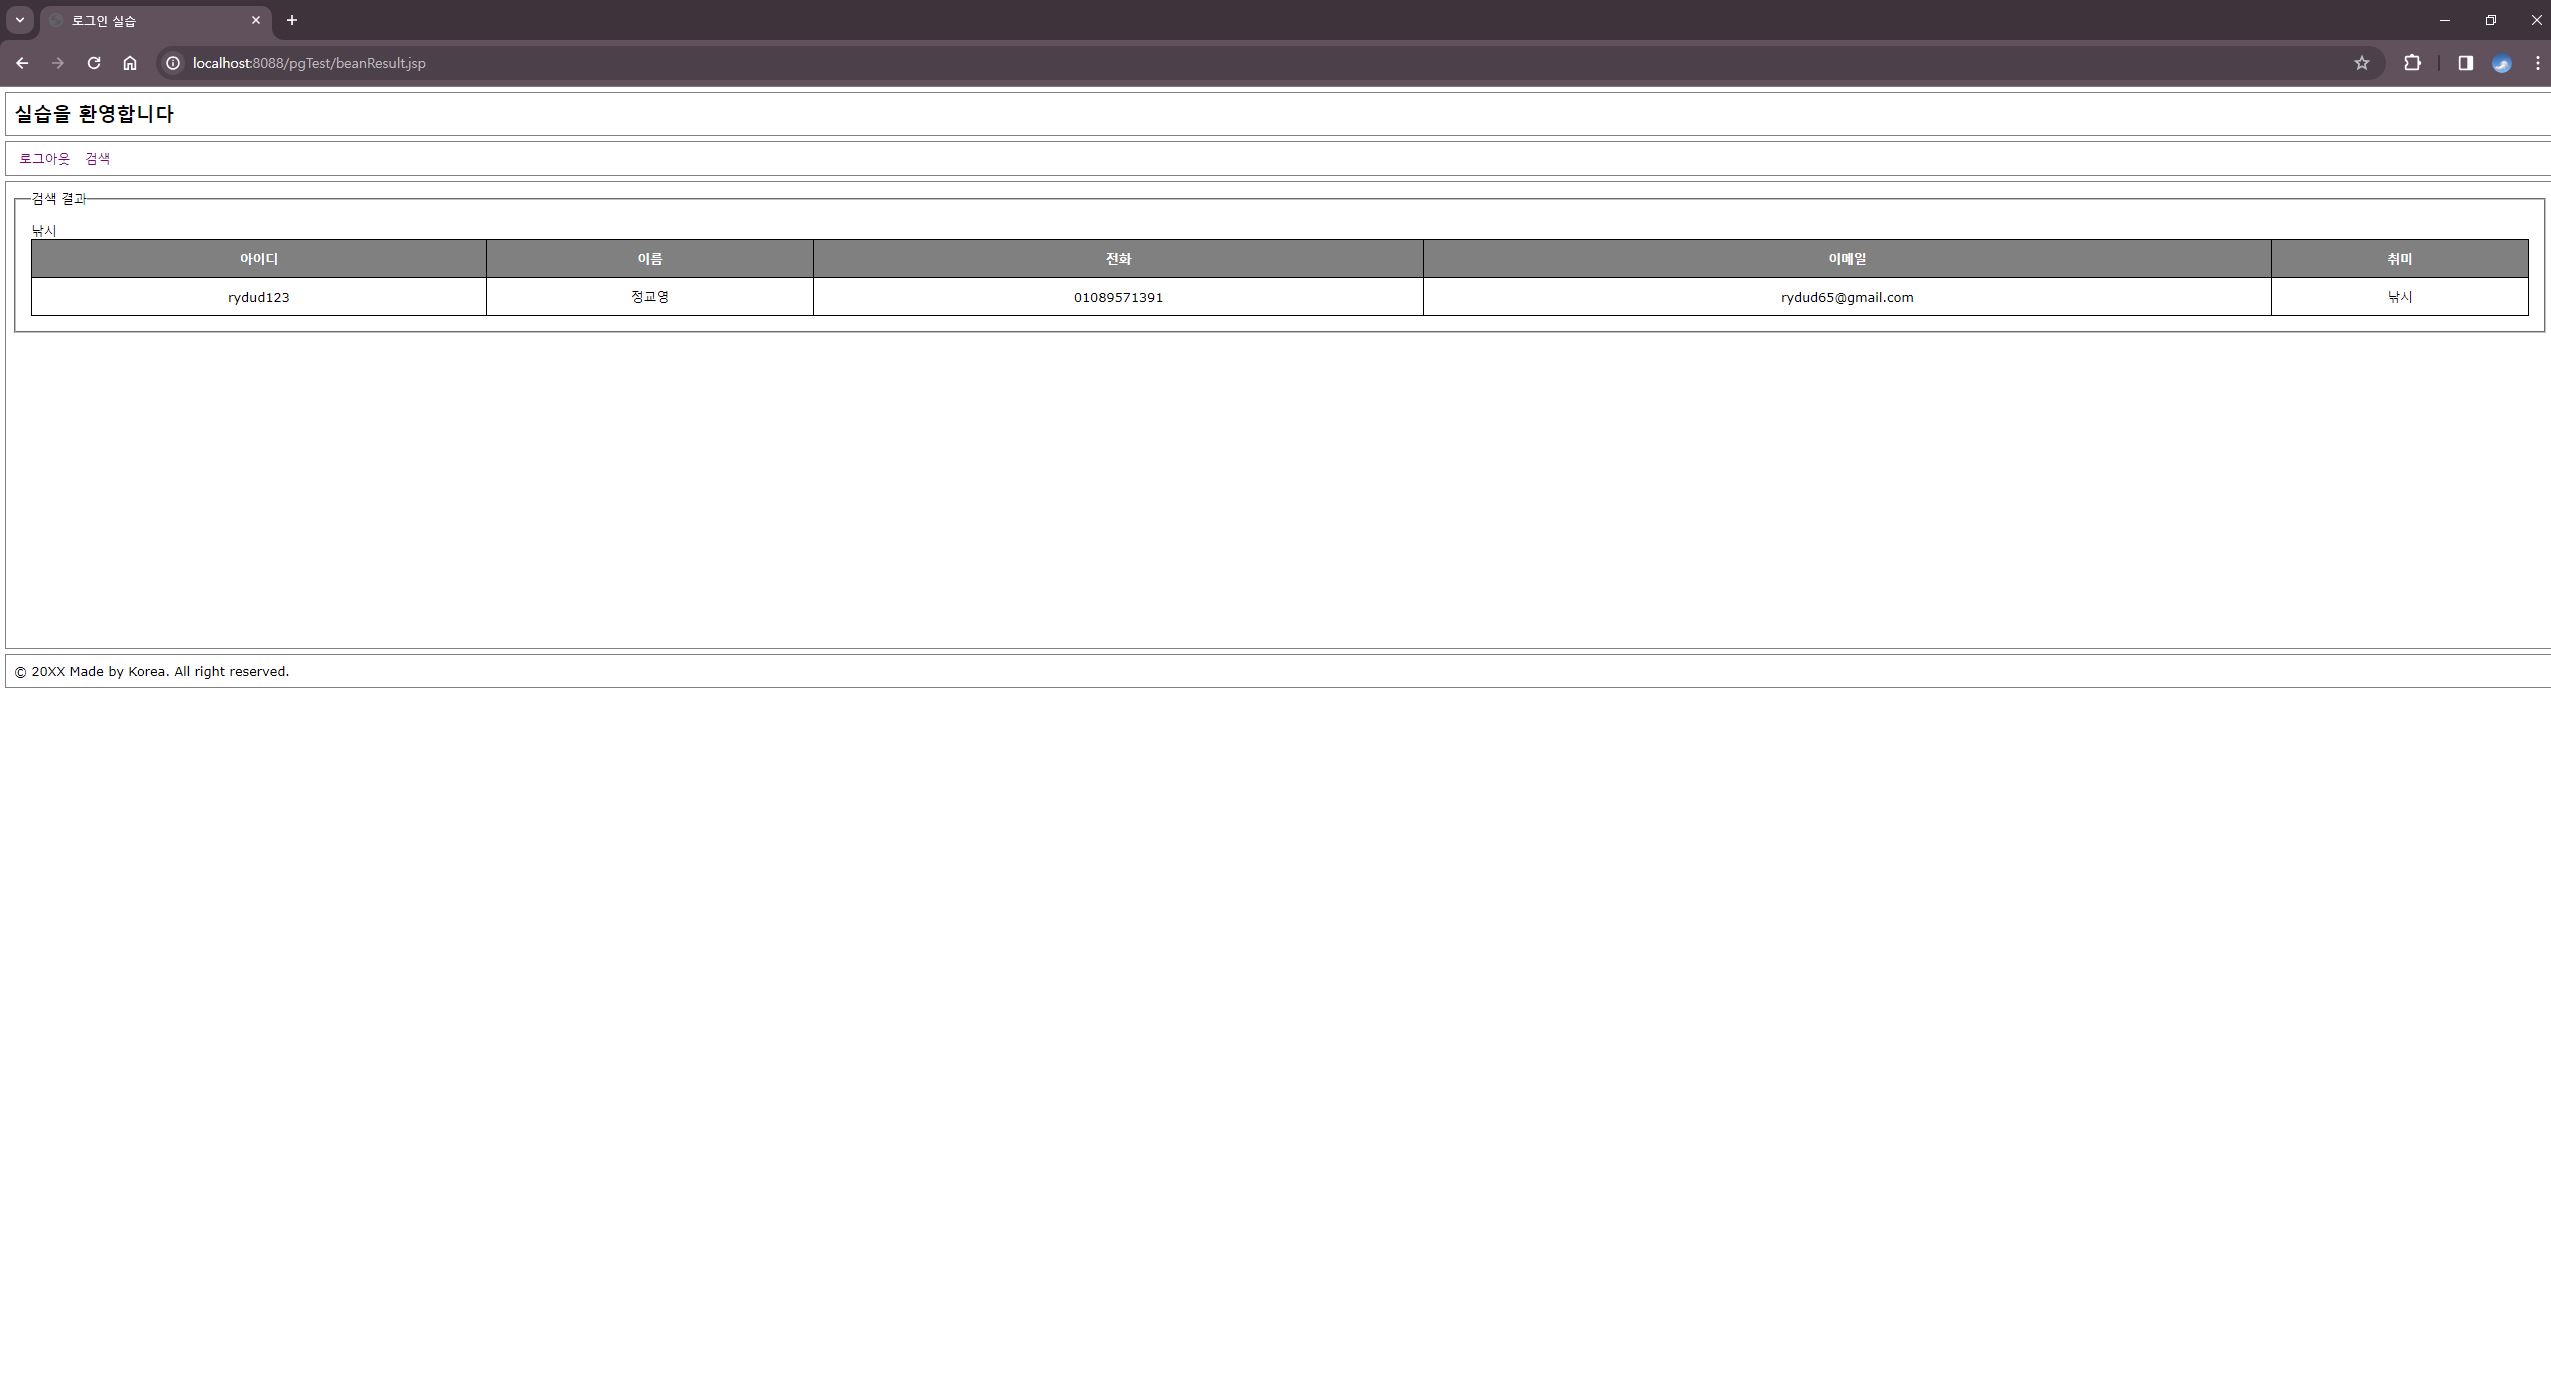 로그인 실습
localhost:8088/pgTest/beanResult.jsp
실습을 환영합니다
로그아웃 검색
검색 결과
낚시
아이디 이름 전화 이메일 취미
rydud123 정교영 01089571391 rydud65@gmail.com 낚시
© 20XX Made by Korea. All right reserved.